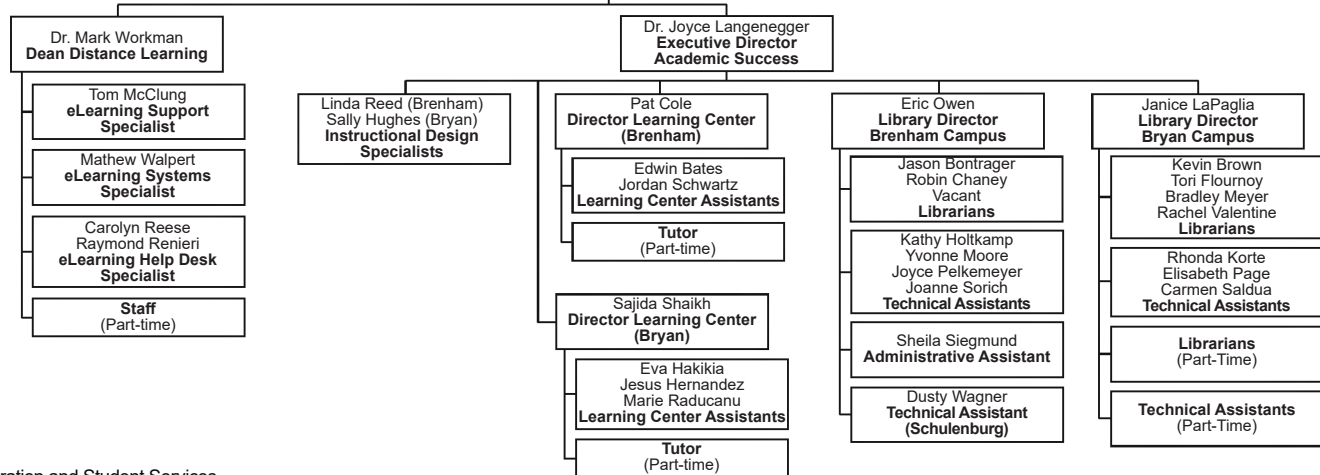 Dr. Mark Workman
Dean Distance Learning
Tom McClung
eLearning Support
Specialist
Mathew Walpert
eLearning Systems
Specialist
Carolyn Reese
Raymond Renieri
eLearning Help Desk
Specialist
Staff
(Part-time)
Dr. Joyce Langenegger
Executive Director
Academic Success
Linda Reed (Brenham)
Sally Hughes (Bryan)
Instructional Design
Specialists
Pat Cole
Director Learning Center
(Brenham)
Edwin Bates
Jordan Schwartz
Learning Center Assistants
Tutor
(Part-time)
Sajida Shaikh
Director Learning Center
(Bryan)
Eva Hakikia
Jesus Hernandez
Marie Raducanu
Learning Center Assistants
Tutor
(Part-time)
Eric Owen
Library Director
Brenham Campus
Jason Bontrager
Robin Chaney
Vacant
Librarians
Kathy Holtkamp
Yvonne Moore
Joyce Pelkemeyer
Joanne Sorich
Technical Assistants
Sheila Siegmund
Administrative Assistant
Dusty Wagner
Technical Assistant
(Schulenburg)
Janice LaPaglia
Library Director
Bryan Campus
Kevin Brown
Tori Flournoy
Bradley Meyer
Rachel Valentine
Librarians
Rhonda Korte
Elisabeth Page
Carmen Saldua
Technical Assistants
Librarians
(Part-Time)
Technical Assistants
(Part-Time)
and Student Services